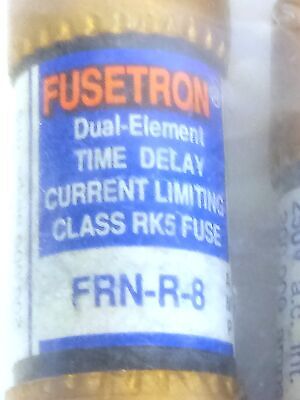 FUSETRON®
Dual-Element
TIME DELAY
CURRENT LIMITING
CLASS RK5 FUSE
FRN-R-8